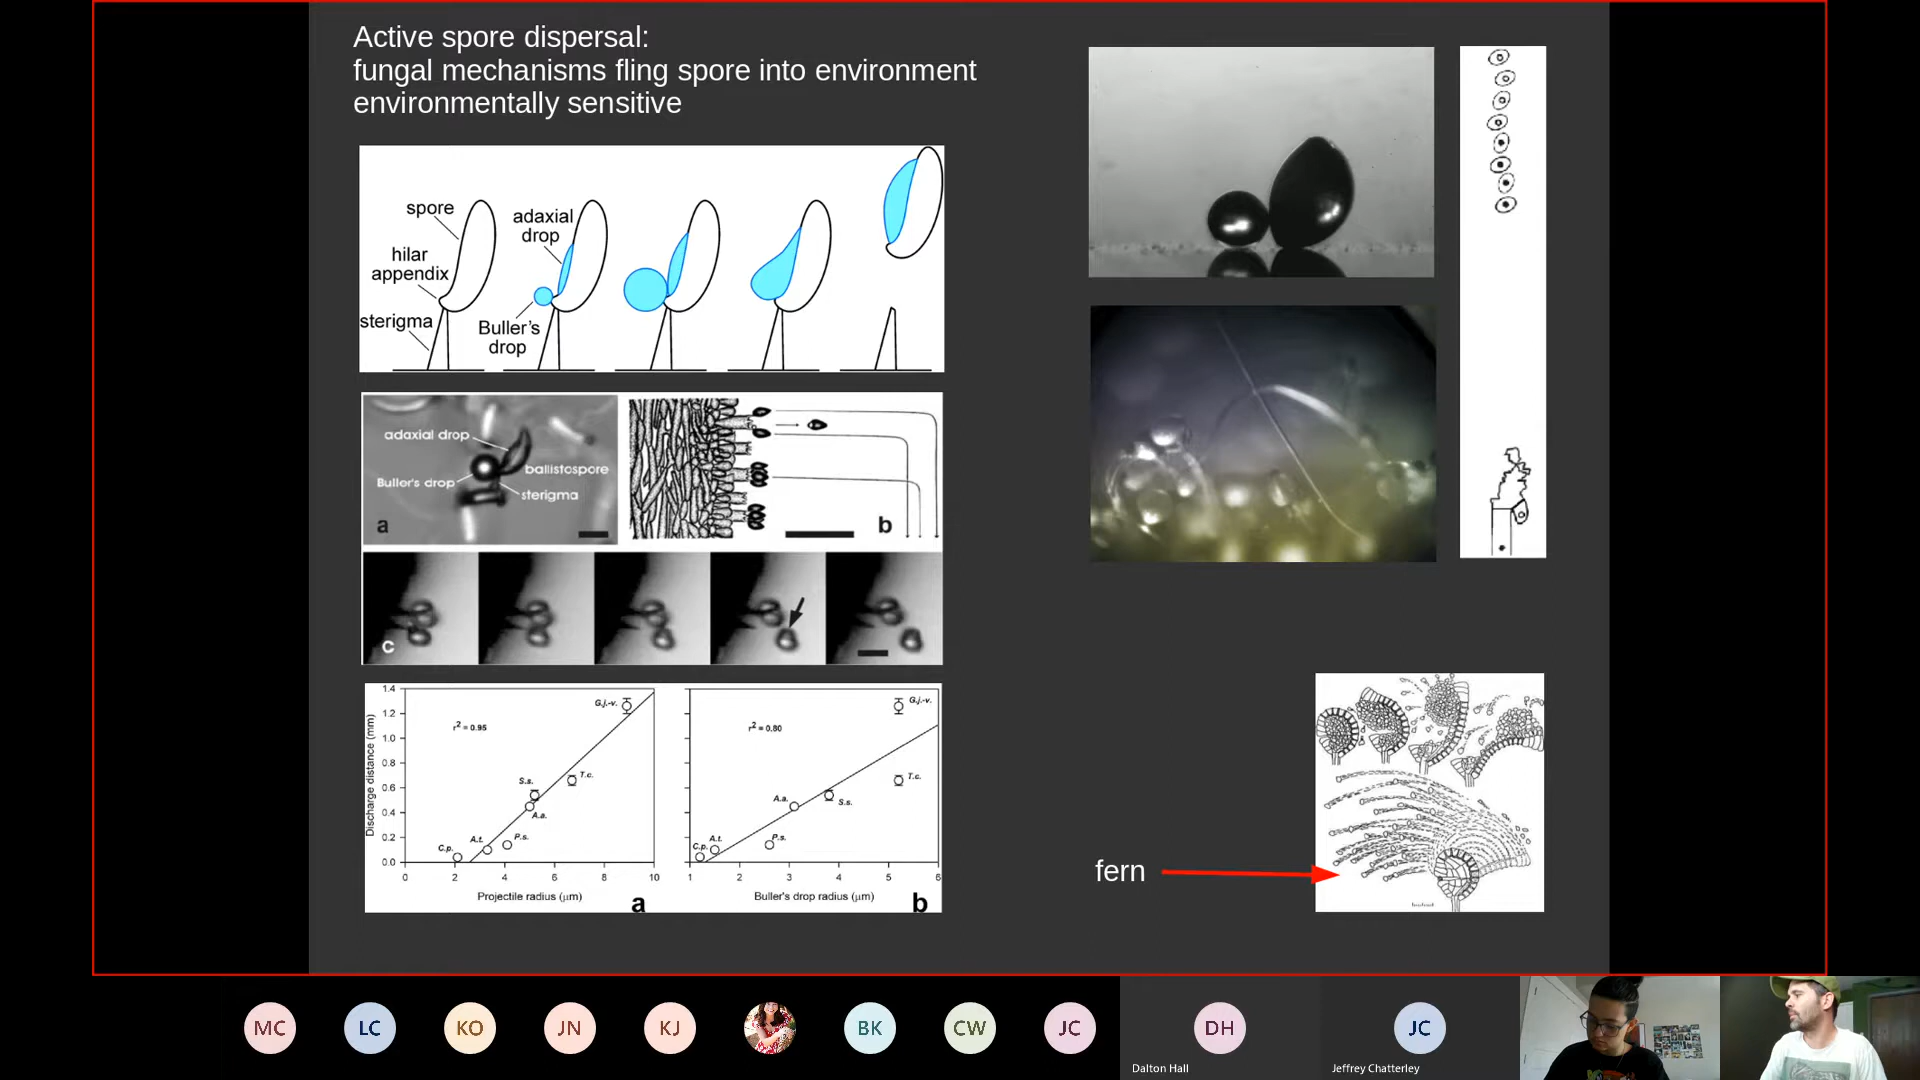 Active spore dispersal:
fungal mechanisms fling spore into environment
environmentally sensitive
spore
hilar
appendix
sterigma
adaxial
drop
Buller's
drop
adaxial drop
Buller's drop
ballistospore
sterigma
a
b
c
Discharge distance (mm)
1.4
1.2
1.0
0.8
0.6
0.4
0.2
0.0
r² = 0.95
G.j.-v.
T.c.
S.s.
A.a.
P.s.
A.t.
C.p.
0 2 4 6 8 10
Projectile radius (μm)
a
r² = 0.80
G.j.-v.
T.c.
A.a.
S.s.
P.s.
A.t.
C.p.
1 2 3 4 5 6
Buller's drop radius (μm)
b
fern
MC LC KO JN KJ BK CW JC DH JC
Dalton Hall
Jeffrey Chatterley